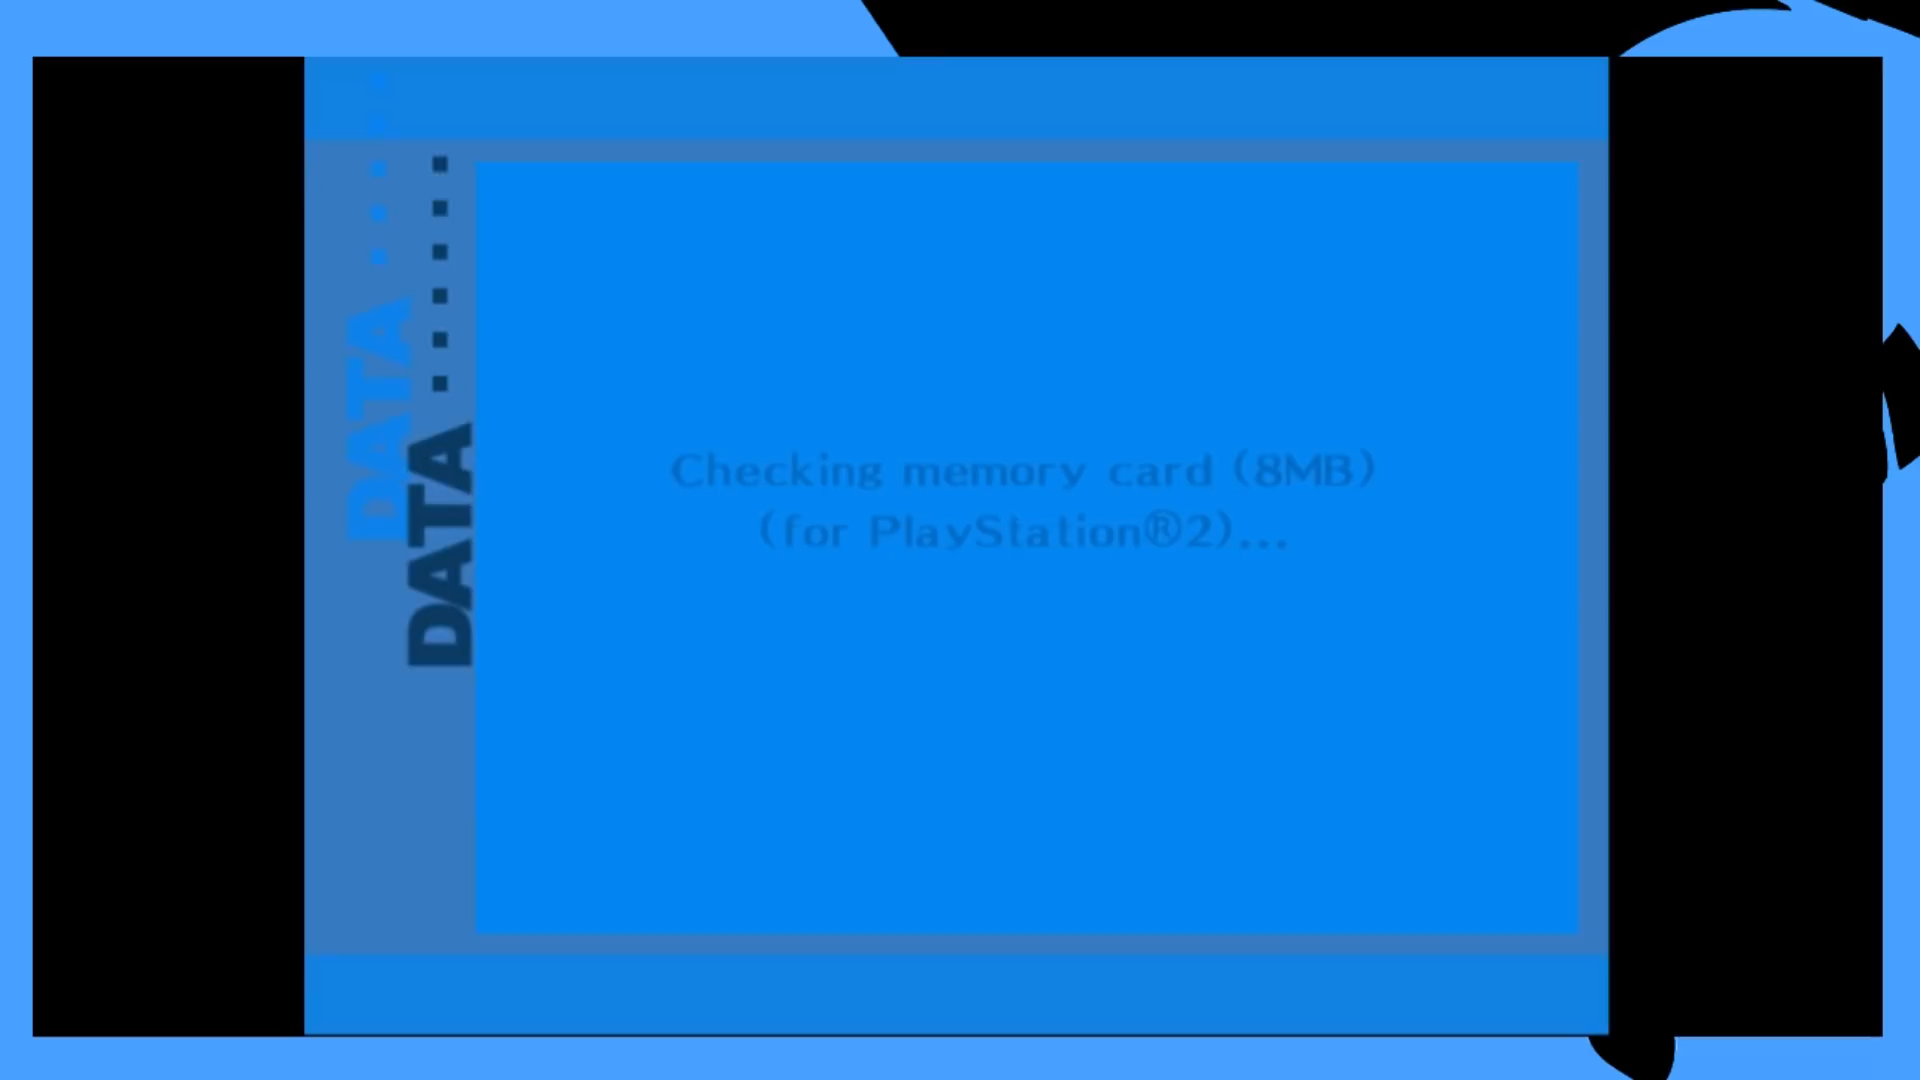 DATA ·····
DATA ······
Checking memory card (8MB)
(for PlayStation®2)...